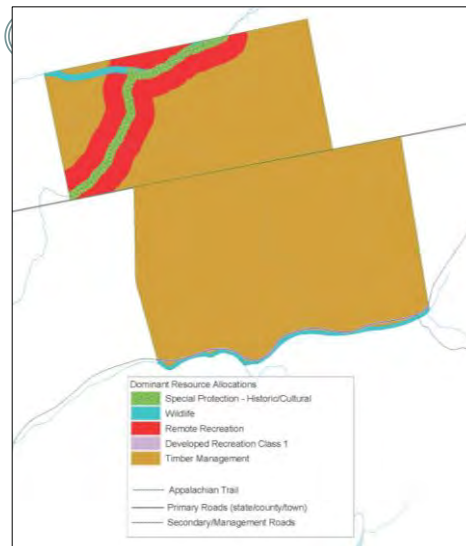 Dominant Resource Allocations
Special Protection - Historic/Cultural
Wildlife
Remote Recreation
Developed Recreation Class 1
Timber Management
Appalachian Trail
Primary Roads (state/county/town)
Secondary/Management Roads